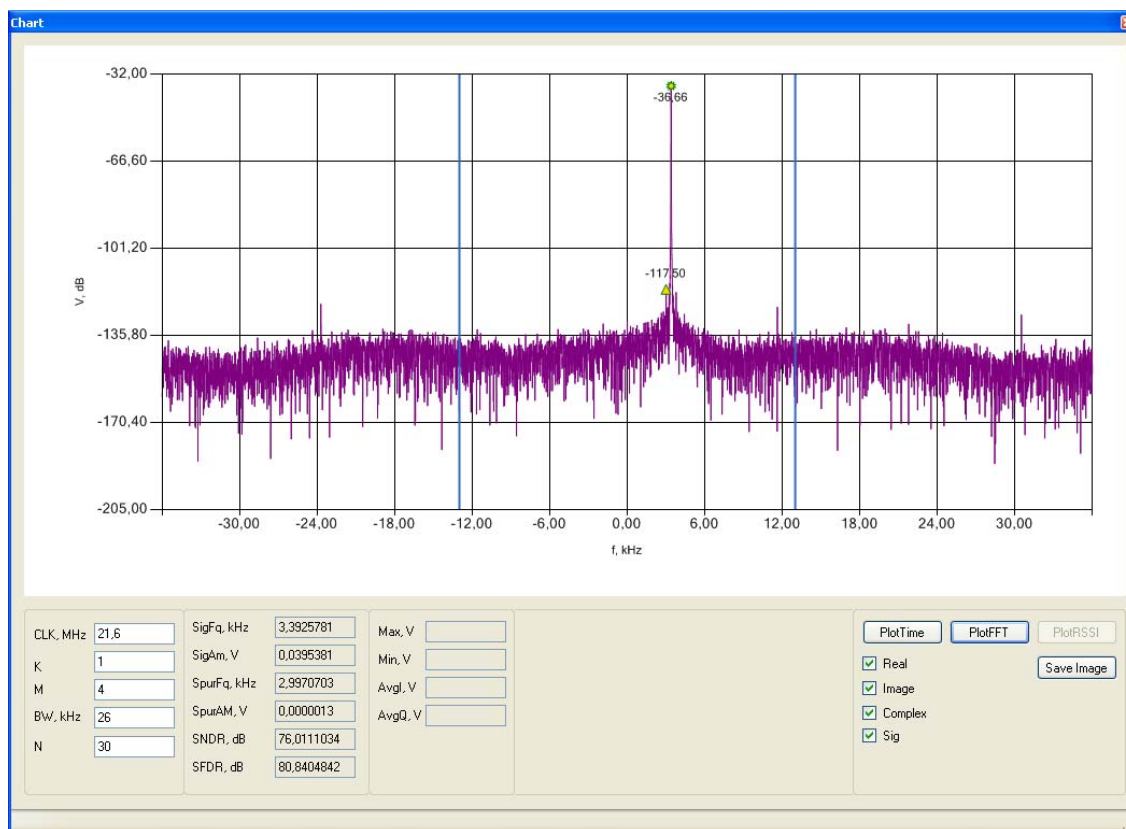 Chart
-32,00
-36,66
-66,60
-101,20
-117,50
V, dB
-135,80
-170,40
-205,00
-30,00 -24,00 -18,00 -12,00 -6,00 0,00 6,00 12,00 18,00 24,00 30,00
f, kHz
CLK, MHz 21,6
K 1
M 4
BW, kHz 26
N 30
SigFq, kHz 3,3925781
SigAm, V 0,0395381
SpurFq, kHz 2,9970703
SpurAM, V 0,0000013
SNDR, dB 76,0111034
SFDR, dB 80,8404842
Max, V
Min, V
AvgI, V
AvgQ, V
PlotTime PlotFFT PlotRSSI
Real
Save Image
Image
Complex
Sig